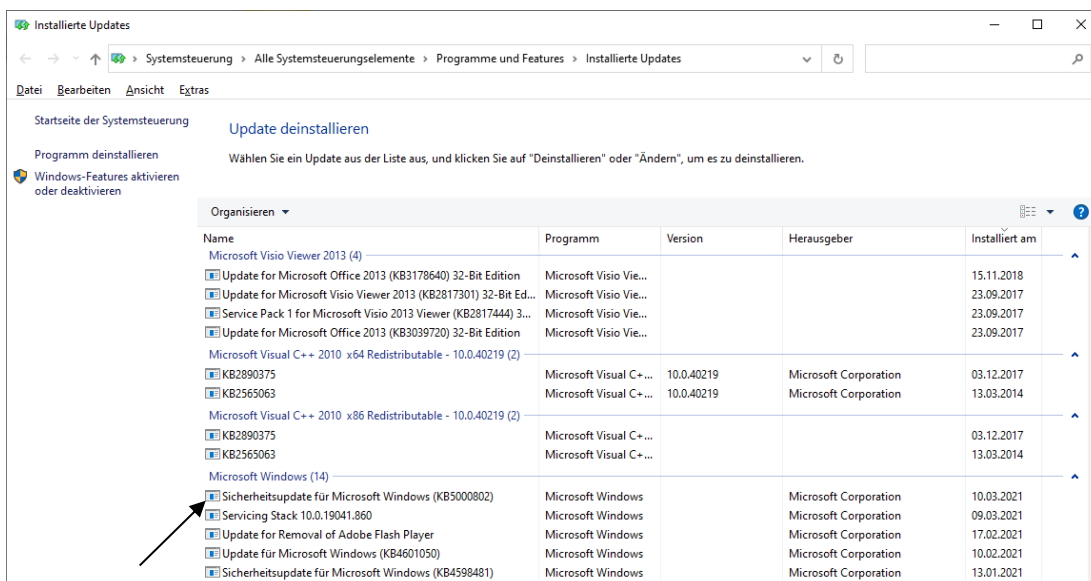 Installierte Updates
Systemsteuerung › Alle Systemsteuerungselemente › Programme und Features › Installierte Updates
Datei Bearbeiten Ansicht Extras
Startseite der Systemsteuerung
Programm deinstallieren
Windows-Features aktivieren
oder deaktivieren
Update deinstallieren
Wählen Sie ein Update aus der Liste aus, und klicken Sie auf "Deinstallieren" oder "Ändern", um es zu deinstallieren.
Organisieren
Name Programm Version Herausgeber Installiert am
Microsoft Visio Viewer 2013 (4)
Update for Microsoft Office 2013 (KB3178640) 32-Bit Edition Microsoft Visio Vie... 15.11.2018
Update for Microsoft Visio Viewer 2013 (KB2817301) 32-Bit Ed... Microsoft Visio Vie... 23.09.2017
Service Pack 1 for Microsoft Visio 2013 Viewer (KB2817444) 3... Microsoft Visio Vie... 23.09.2017
Update for Microsoft Office 2013 (KB3039720) 32-Bit Edition Microsoft Visio Vie... 23.09.2017
Microsoft Visual C++ 2010 x64 Redistributable - 10.0.40219 (2)
KB2890375 Microsoft Visual C+... 10.0.40219 Microsoft Corporation 03.12.2017
KB2565063 Microsoft Visual C+... 10.0.40219 Microsoft Corporation 13.03.2014
Microsoft Visual C++ 2010 x86 Redistributable - 10.0.40219 (2)
KB2890375 Microsoft Visual C+... 03.12.2017
KB2565063 Microsoft Visual C+... 13.03.2014
Microsoft Windows (14)
Sicherheitsupdate für Microsoft Windows (KB5000802) Microsoft Windows Microsoft Corporation 10.03.2021
Servicing Stack 10.0.19041.860 Microsoft Windows Microsoft Corporation 09.03.2021
Update for Removal of Adobe Flash Player Microsoft Windows Microsoft Corporation 17.02.2021
Update für Microsoft Windows (KB4601050) Microsoft Windows Microsoft Corporation 10.02.2021
Sicherheitsupdate für Microsoft Windows (KB4598481) Microsoft Windows Microsoft Corporation 13.01.2021